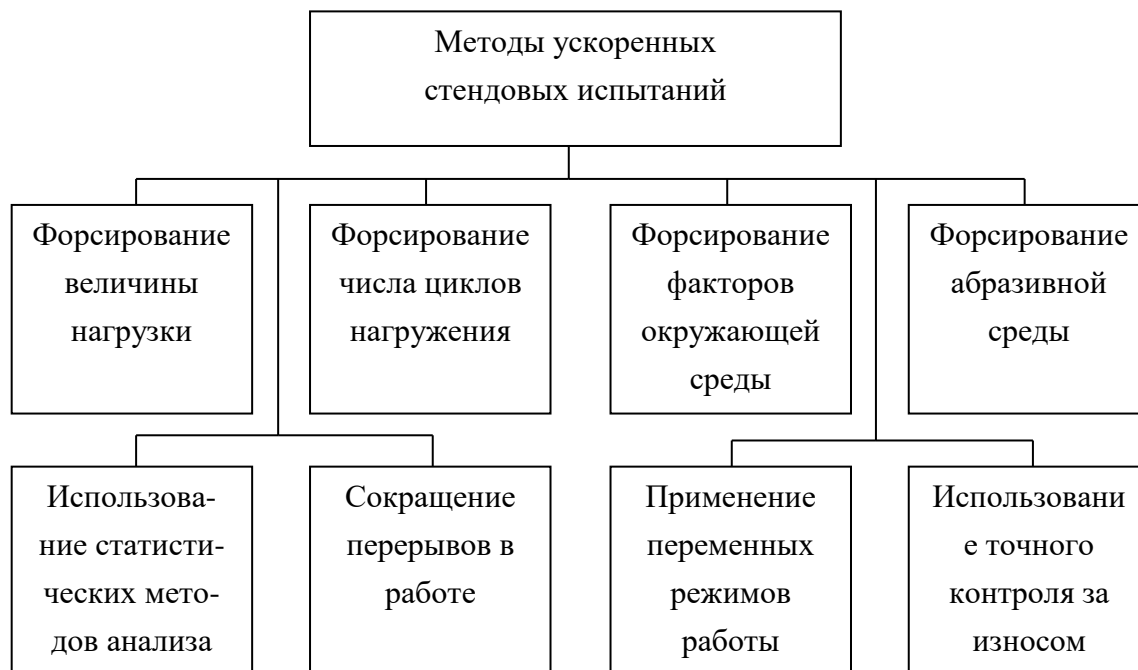 Методы ускоренных
стендовых испытаний
Форсирование
величины
нагрузки
Форсирование
числа циклов
нагружения
Форсирование
факторов
окружающей
среды
Форсирование
абразивной
среды
Использова-
ние статисти-
ческих мето-
дов анализа
Сокращение
перерывов в
работе
Применение
переменных
режимов
работы
Использовани
е точного
контроля за
износом